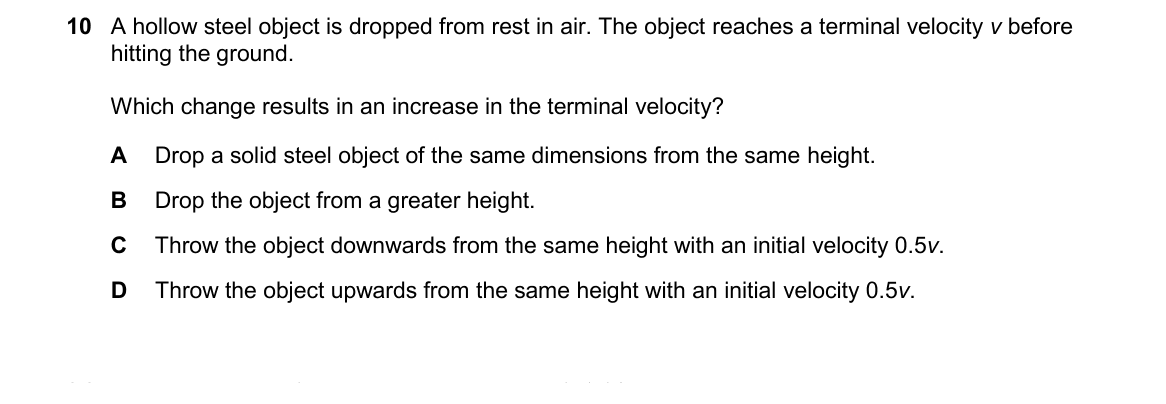 10 A hollow steel object is dropped from rest in air. The object reaches a terminal velocity v before
hitting the ground.
Which change results in an increase in the terminal velocity?
A Drop a solid steel object of the same dimensions from the same height.
B Drop the object from a greater height.
C Throw the object downwards from the same height with an initial velocity 0.5v.
D Throw the object upwards from the same height with an initial velocity 0.5v.